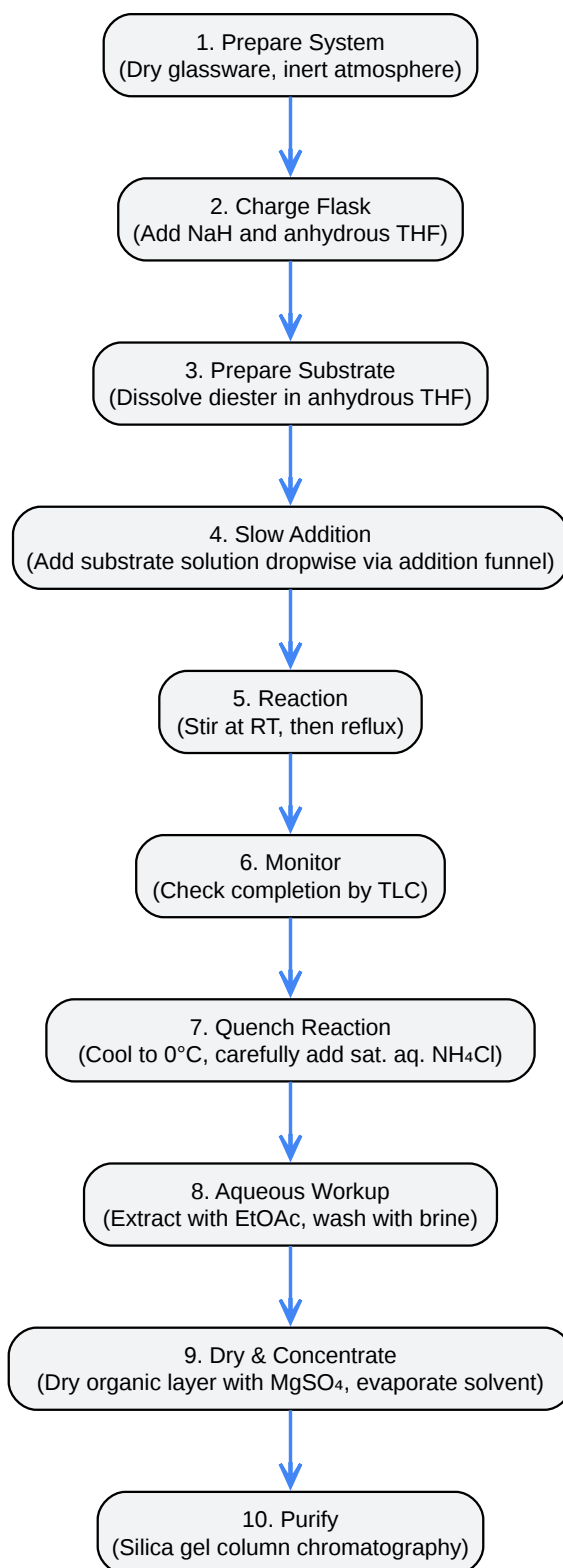 1. Prepare System
(Dry glassware, inert atmosphere)
2. Charge Flask
(Add NaH and anhydrous THF)
3. Prepare Substrate
(Dissolve diester in anhydrous THF)
4. Slow Addition
(Add substrate solution dropwise via addition funnel)
5. Reaction
(Stir at RT, then reflux)
6. Monitor
(Check completion by TLC)
7. Quench Reaction
(Cool to 0°C, carefully add sat. aq. NH₄Cl)
8. Aqueous Workup
(Extract with EtOAc, wash with brine)
9. Dry & Concentrate
(Dry organic layer with MgSO₄, evaporate solvent)
10. Purify
(Silica gel column chromatography)